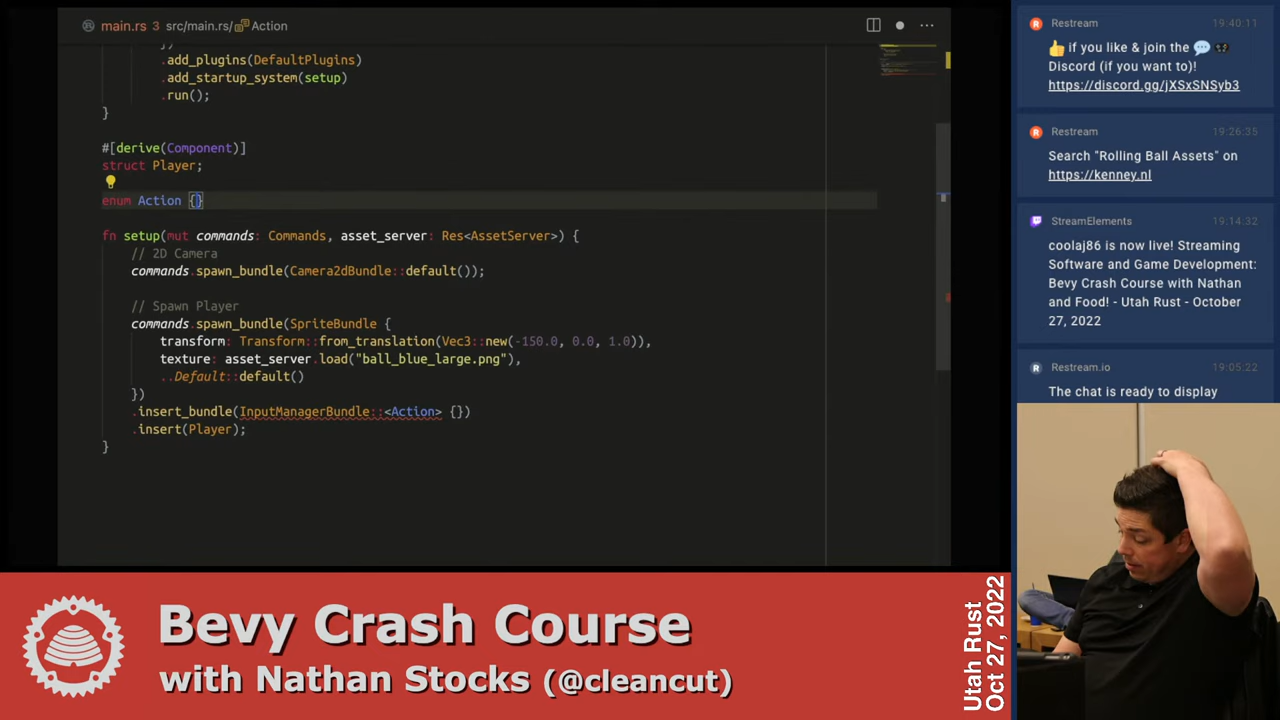 main.rs 3 src/main.rs/ Action
})
.add_plugins(DefaultPlugins)
.add_startup_system(setup)
.run();
}
#[derive(Component)]
struct Player;
enum Action {}
fn setup(mut commands: Commands, asset_server: Res<AssetServer>) {
// 2D Camera
commands.spawn_bundle(Camera2dBundle::default());
// Spawn Player
commands.spawn_bundle(SpriteBundle {
transform: Transform::from_translation(Vec3::new(-150.0, 0.0, 1.0)),
texture: asset_server.load("ball_blue_large.png"),
..Default::default()
})
.insert_bundle(InputManagerBundle::<Action> {})
.insert(Player);
}
Restream 19:40:11
👍 if you like & join the 💬
Discord (if you want to)!
https://discord.gg/jXSxSNSyb3
Restream 19:26:35
Search "Rolling Ball Assets" on
https://kenney.nl
StreamElements 19:14:32
coolaj86 is now live! Streaming
Software and Game Development:
Bevy Crash Course with Nathan
and Food! - Utah Rust - October
27, 2022
Restream.io 19:05:22
The chat is ready to display
Bevy Crash Course
with Nathan Stocks (@cleancut)
Utah Rust
Oct 27, 2022